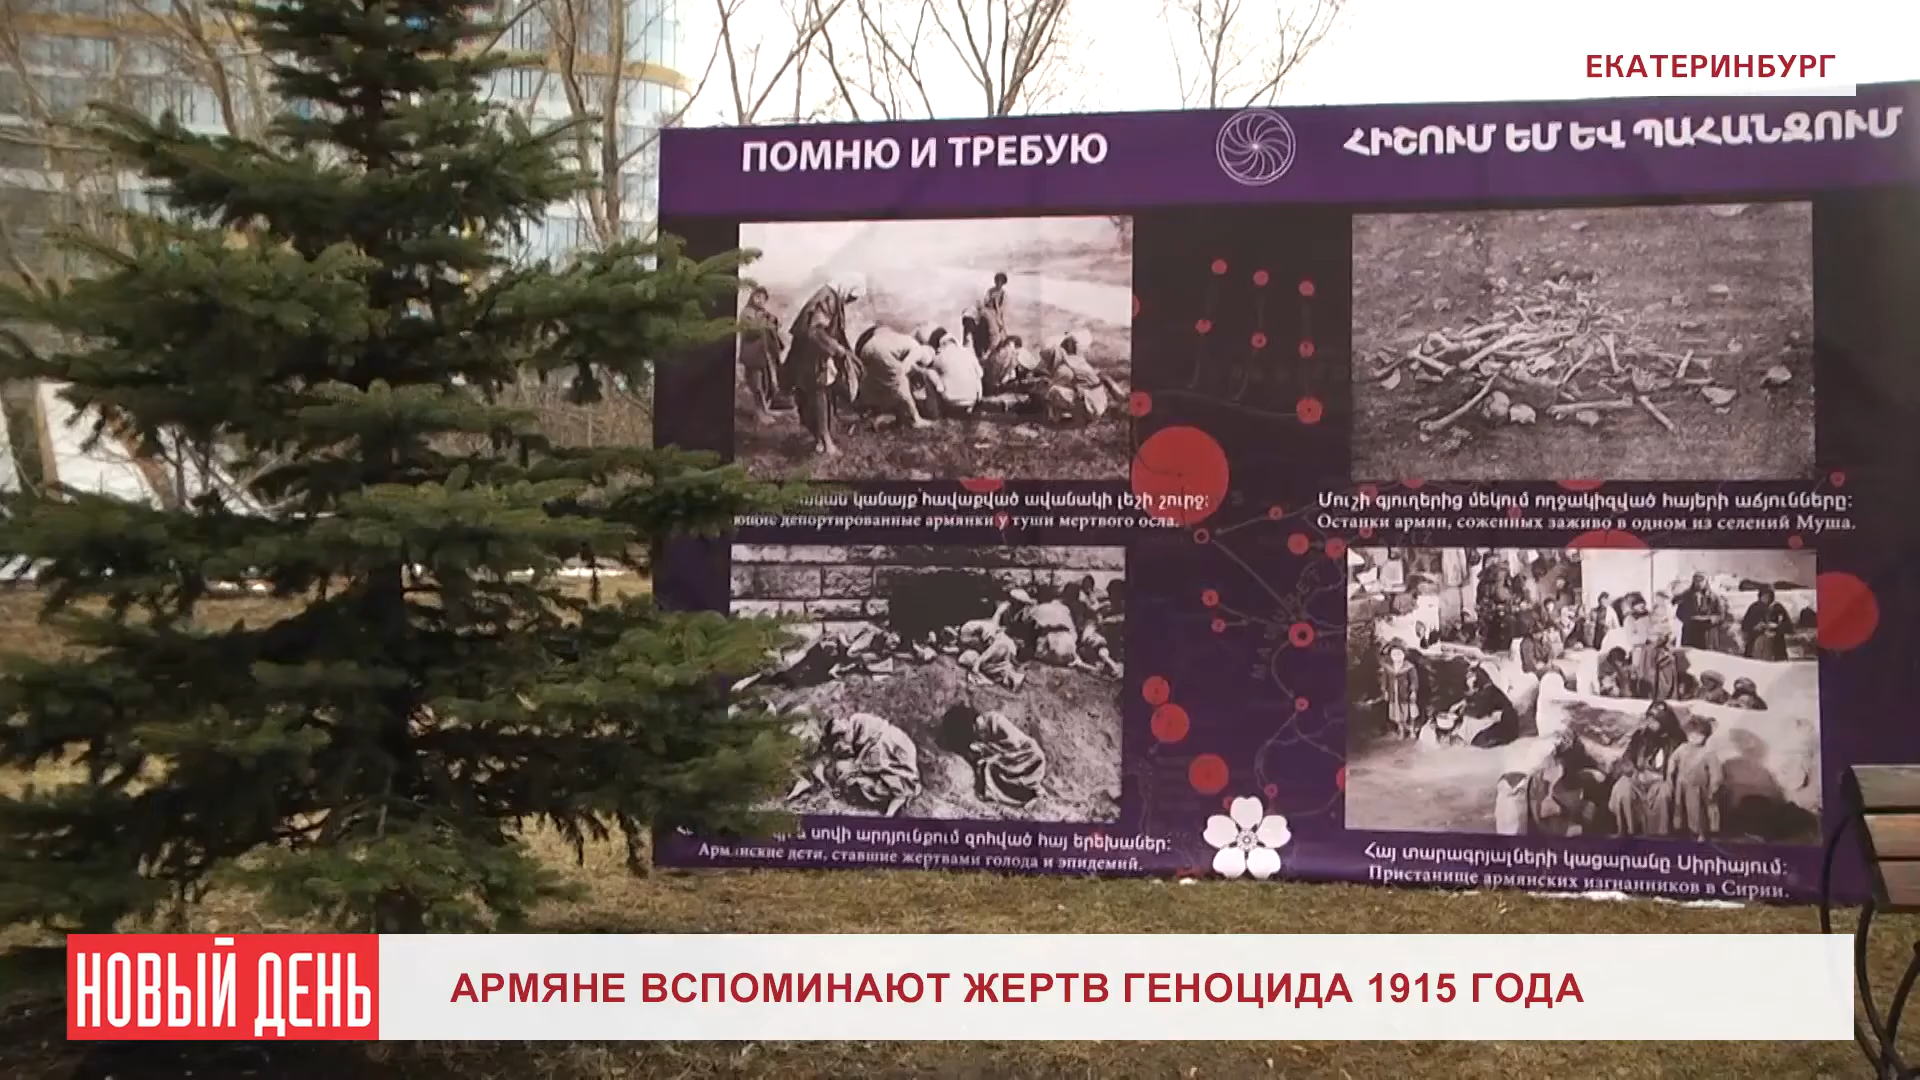 ЕКАТЕРИНБУРГ
ПОМНЮ И ТРЕБУЮ
ՀԻՇՈՒՄ ԵՄ ԵՎ ՊԱՀԱՆՋՈՒՄ
կանայք հավաքված ավանակի լեշի շուրջ:
депортированные армянки у туши мертвого осла.
Մուշի գյուղերից մեկում ողջակիզված հայերի աճյունները:
Останки армян, соженных заживо в одном из селений Муша.
սովի արդյունքում զոհված հայ երեխաներ:
Армянские дети, ставшие жертвами голода и эпидемий.
Հայ տարագրյալների կացարանը Սիրիայում:
Пристанище армянских изгнанников в Сирии.
НОВЫЙ ДЕНЬ
АРМЯНЕ ВСПОМИНАЮТ ЖЕРТВ ГЕНОЦИДА 1915 ГОДА